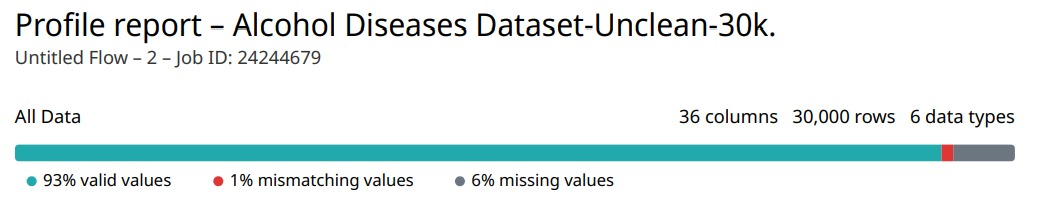 Profile report – Alcohol Diseases Dataset-Unclean-30k.
Untitled Flow – 2 – Job ID: 24244679
All Data 36 columns 30,000 rows 6 data types
93% valid values 1% mismatching values 6% missing values